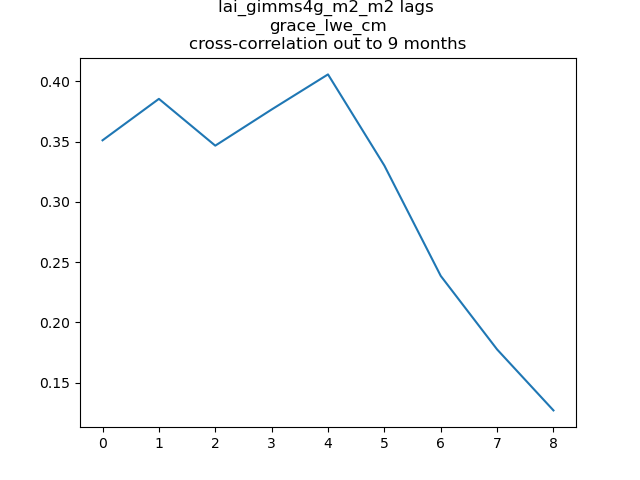 lai_gimms4g_m2_m2 lags
grace_lwe_cm
cross-correlation out to 9 months
0.40
0.35
0.30
0.25
0.20
0.15
0 1 2 3 4 5 6 7 8